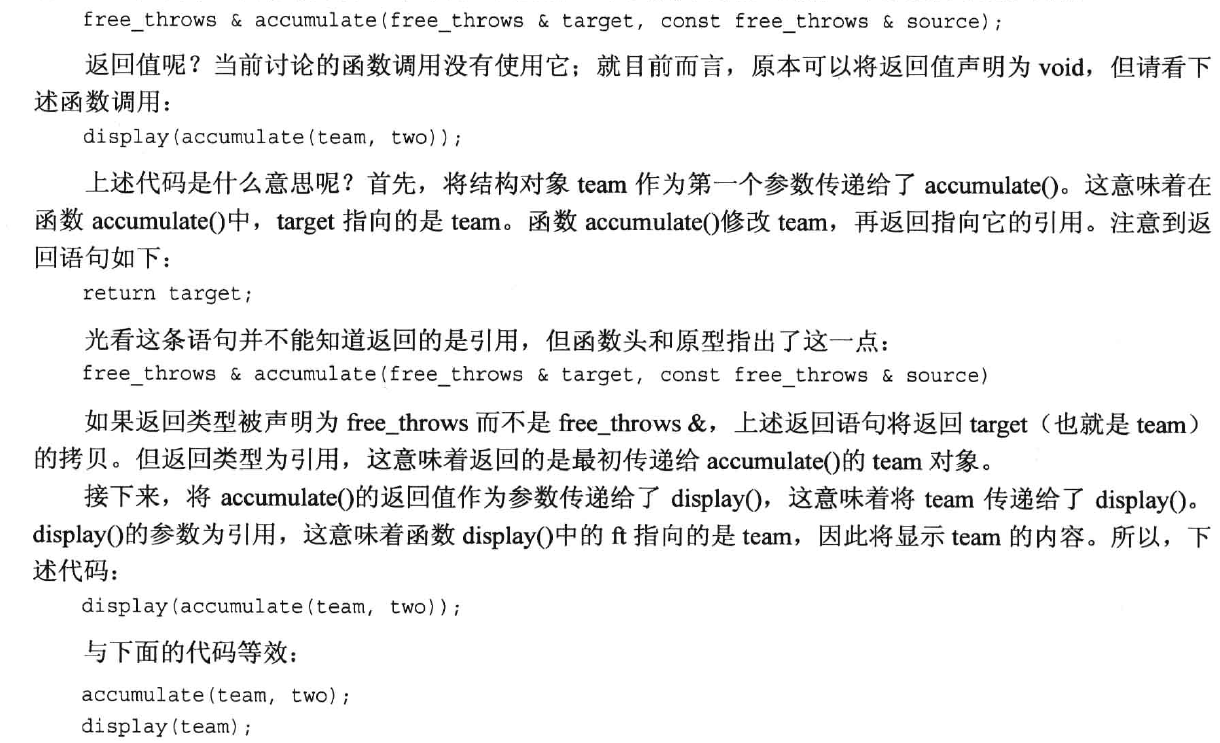 free_throws & accumulate(free_throws & target, const free_throws & source);
返回值呢？当前讨论的函数调用没有使用它；就目前而言，原本可以将返回值声明为 void，但请看下
述函数调用：
display(accumulate(team, two));
上述代码是什么意思呢？首先，将结构对象 team 作为第一个参数传递给了 accumulate()。这意味着在
函数 accumulate()中，target 指向的是 team。函数 accumulate()修改 team，再返回指向它的引用。注意到返
回语句如下：
return target;
光看这条语句并不能知道返回的是引用，但函数头和原型指出了这一点：
free_throws & accumulate(free_throws & target, const free_throws & source)
如果返回类型被声明为 free_throws 而不是 free_throws &，上述返回语句将返回 target（也就是 team）
的拷贝。但返回类型为引用，这意味着返回的是最初传递给 accumulate()的 team 对象。
接下来，将 accumulate()的返回值作为参数传递给了 display()，这意味着将 team 传递给了 display()。
display()的参数为引用，这意味着函数 display()中的 ft 指向的是 team，因此将显示 team 的内容。所以，下
述代码：
display(accumulate(team, two));
与下面的代码等效：
accumulate(team, two);
display(team);